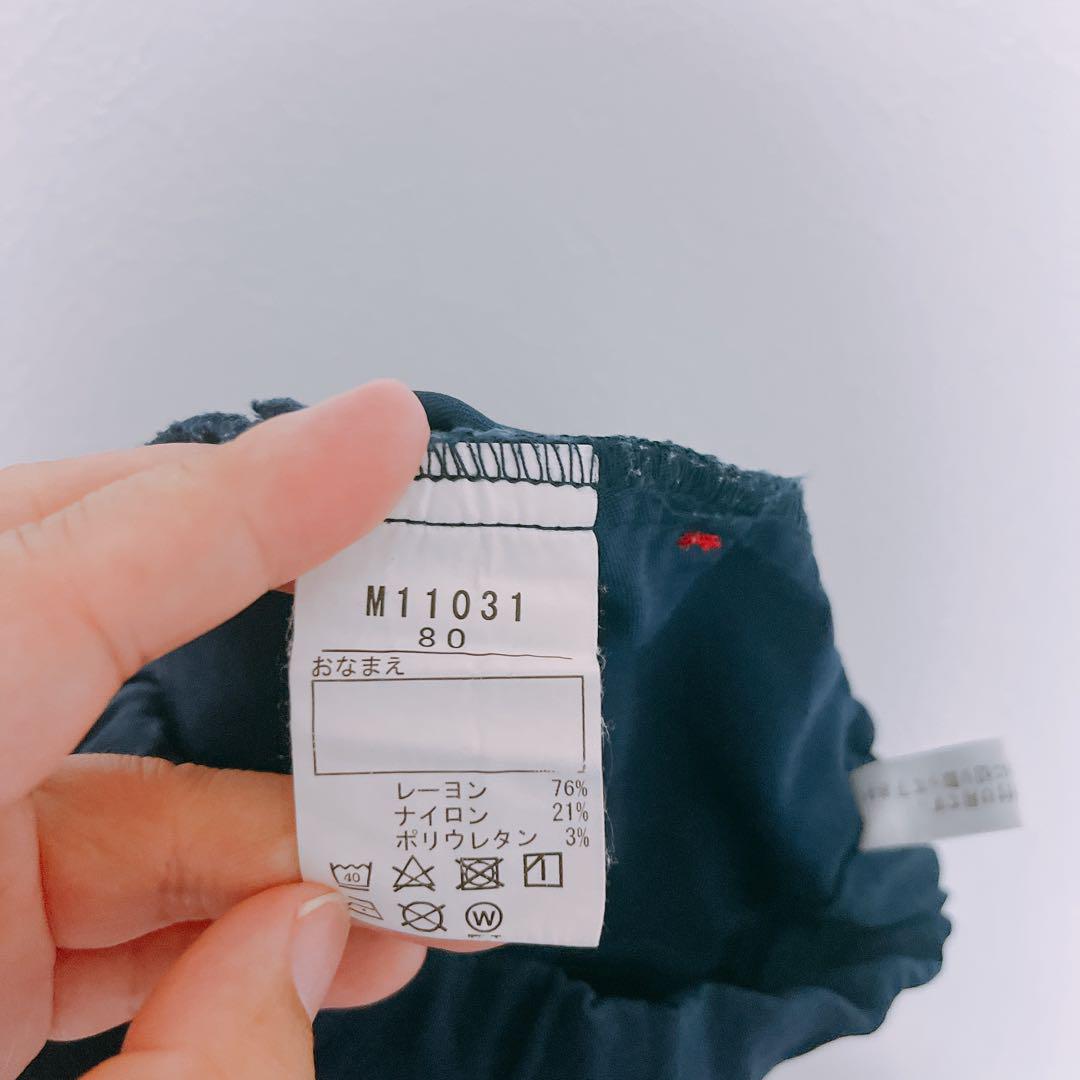 M11031
80
おなまえ
レーヨン 76%
ナイロン 21%
ポリウレタン 3%
40
W